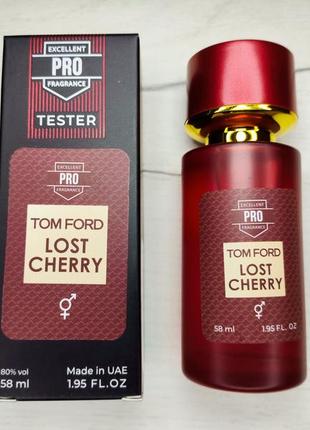 EXCELLENT
PRO
FRAGRANCE
TESTER
EXCELLENT
PRO
FRAGRANCE
TOM FORD
LOST
CHERRY
80% vol
58 ml
Made in UAE
1.95 FL.OZ
EXCELLENT
PRO
FRAGRANCE
TOM FORD
LOST
CHERRY
58 ml
1.95 FL. OZ